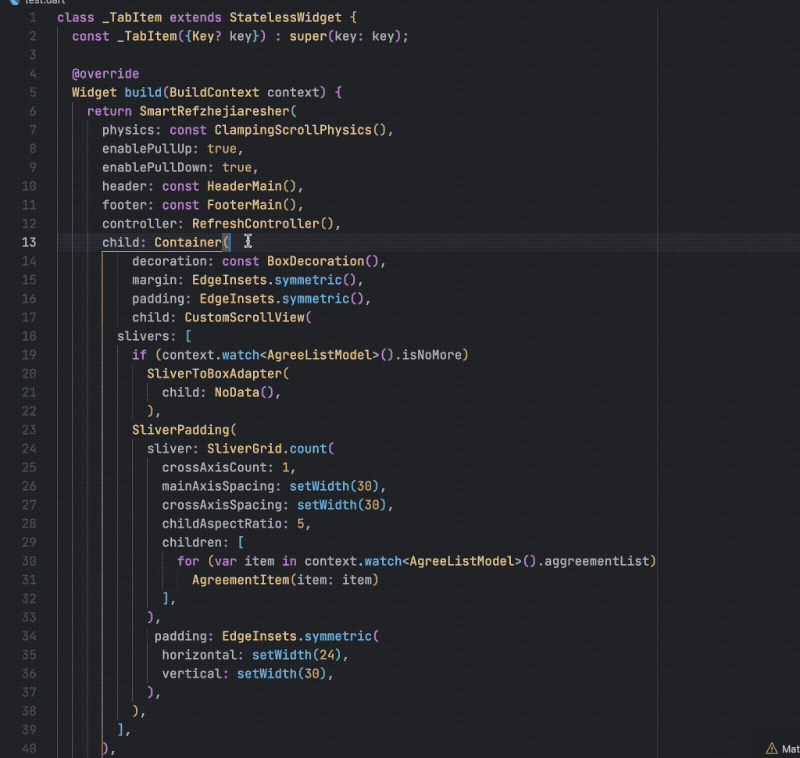 test.dart
1 class _TabItem extends StatelessWidget {
2 const _TabItem({Key? key}) : super(key: key);
3
4 @override
5 Widget build(BuildContext context) {
6 return SmartRefzhejiaresher(
7 physics: const ClampingScrollPhysics(),
8 enablePullUp: true,
9 enablePullDown: true,
10 header: const HeaderMain(),
11 footer: const FooterMain(),
12 controller: RefreshController(),
13 child: Container(
14 decoration: const BoxDecoration(),
15 margin: EdgeInsets.symmetric(),
16 padding: EdgeInsets.symmetric(),
17 child: CustomScrollView(
18 slivers: [
19 if (context.watch<AgreeListModel>().isNoMore)
20 SliverToBoxAdapter(
21 child: NoData(),
22 ),
23 SliverPadding(
24 sliver: SliverGrid.count(
25 crossAxisCount: 1,
26 mainAxisSpacing: setWidth(30),
27 crossAxisSpacing: setWidth(30),
28 childAspectRatio: 5,
29 children: [
30 for (var item in context.watch<AgreeListModel>().aggreementList)
31 AgreementItem(item: item)
32 ],
33 ),
34 padding: EdgeInsets.symmetric(
35 horizontal: setWidth(24),
36 vertical: setWidth(30),
37 ),
38 ),
39 ],
40 ),
Mat